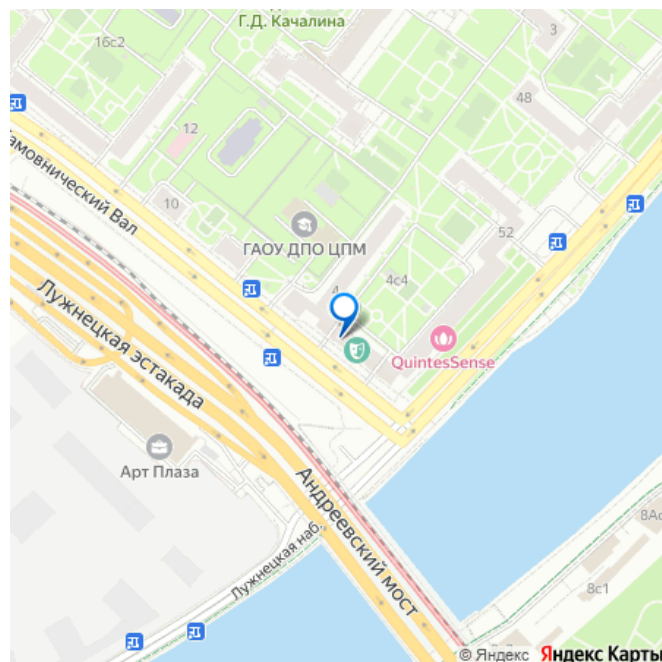 Г.Д. Качалина
16с2
3
48
12
амовнический Вал
10
ГАОУ ДПО ЦПМ
52
4
4с4
Лужнецкая эстакада
QuintesSense
Арт Плаза
Андреевский мост
8Ас
Лужнецкая наб.
8с1
© Яндекс Яндекс Карты